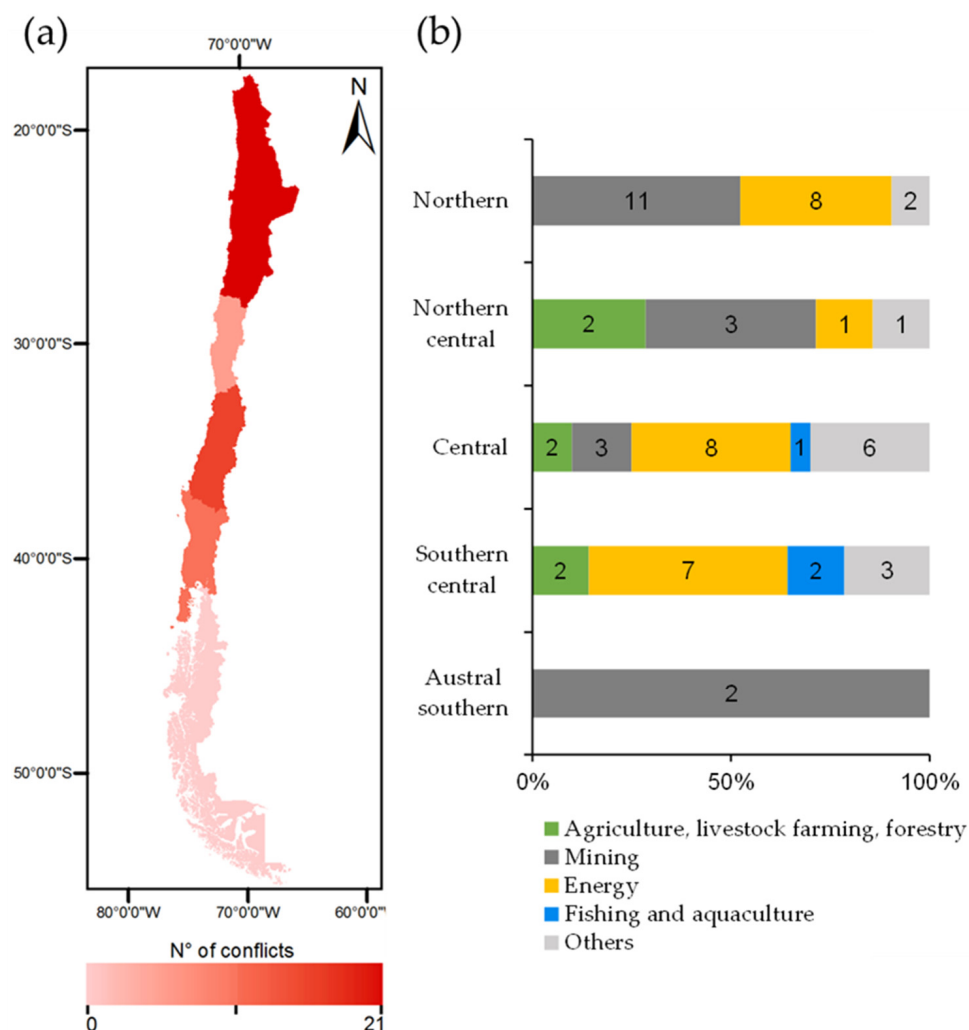 (a)
70°0'0"W
N
20°0'0"S
30°0'0"S
40°0'0"S
50°0'0"S
80°0'0"W 70°0'0"W 60°0'0"W
N° of conflicts
0 21
(b)
Northern
11 8 2
Northern
central
2 3 1 1
Central
2 3 8 1 6
Southern
central
2 7 2 3
Austral
southern
2
0% 50% 100%
Agriculture, livestock farming, forestry
Mining
Energy
Fishing and aquaculture
Others